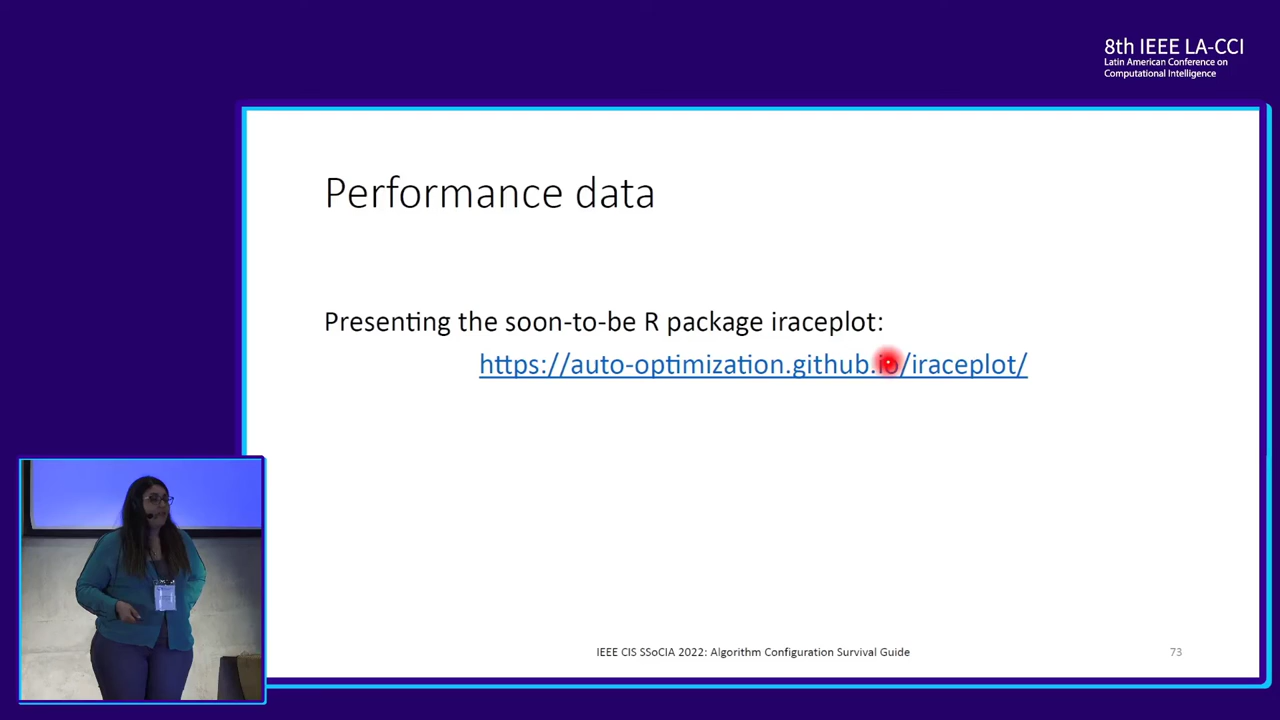 8th IEEE LA-CCI
Latin American Conference on
Computational Intelligence
Performance data
Presenting the soon-to-be R package iraceplot:
https://auto-optimization.github.io/iraceplot/
IEEE CIS SSoCIA 2022: Algorithm Configuration Survival Guide
73